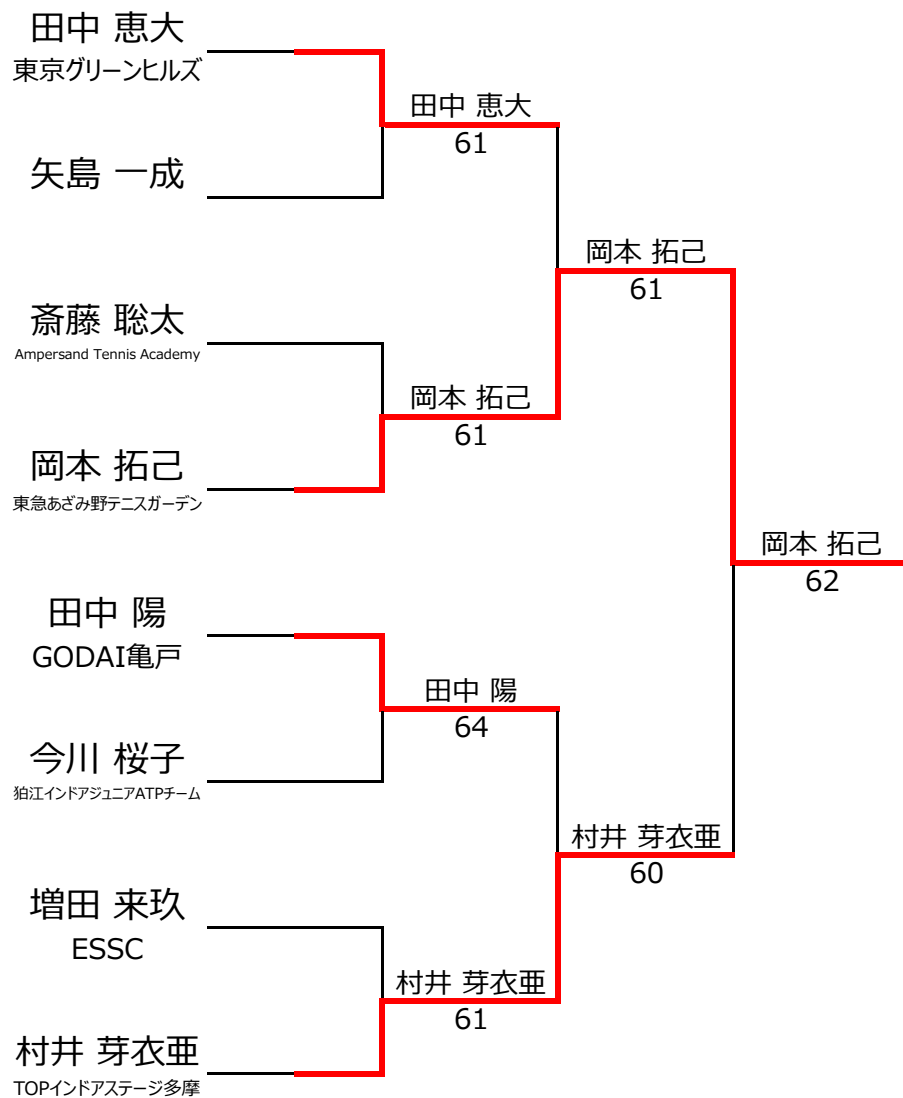 田中 恵大
東京グリーンヒルズ
矢島 一成
斎藤 聡太
Ampersand Tennis Academy
岡本 拓己
東急あざみ野テニスガーデン
田中 陽
GODAI亀戸
今川 桜子
狛江インドアジュニアATPチーム
増田 来玖
ESSC
村井 芽衣亜
TOPインドアステージ多摩
田中 恵大
61
岡本 拓己
61
田中 陽
64
村井 芽衣亜
61
岡本 拓己
61
村井 芽衣亜
60
岡本 拓己
62